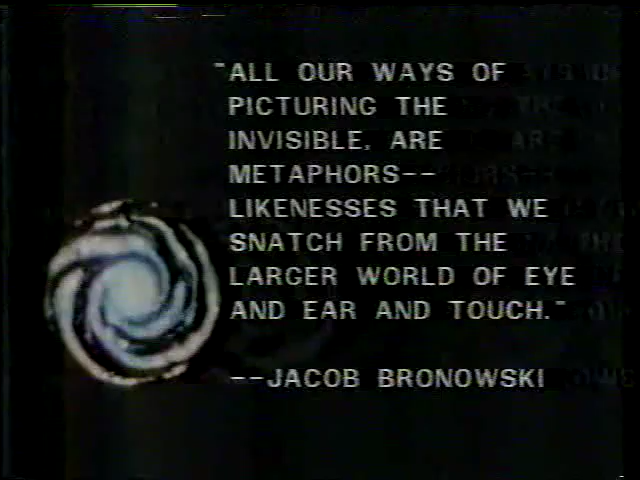 "ALL OUR WAYS OF
PICTURING THE
INVISIBLE, ARE
METAPHORS--
LIKENESSES THAT WE
SNATCH FROM THE
LARGER WORLD OF EYE
AND EAR AND TOUCH."
--JACOB BRONOWSKI